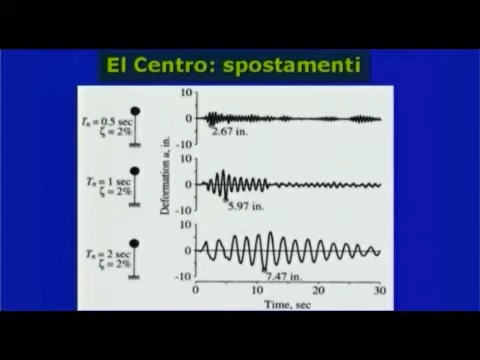 El Centro: spostamenti
Tn = 0.5 sec
ζ = 2%
Tn = 1 sec
ζ = 2%
Tn = 2 sec
ζ = 2%
Deformation u, in.
10
0
-10
2.67 in.
10
0
-10
5.97 in.
10
0
-10
7.47 in.
0
10
20
30
Time, sec